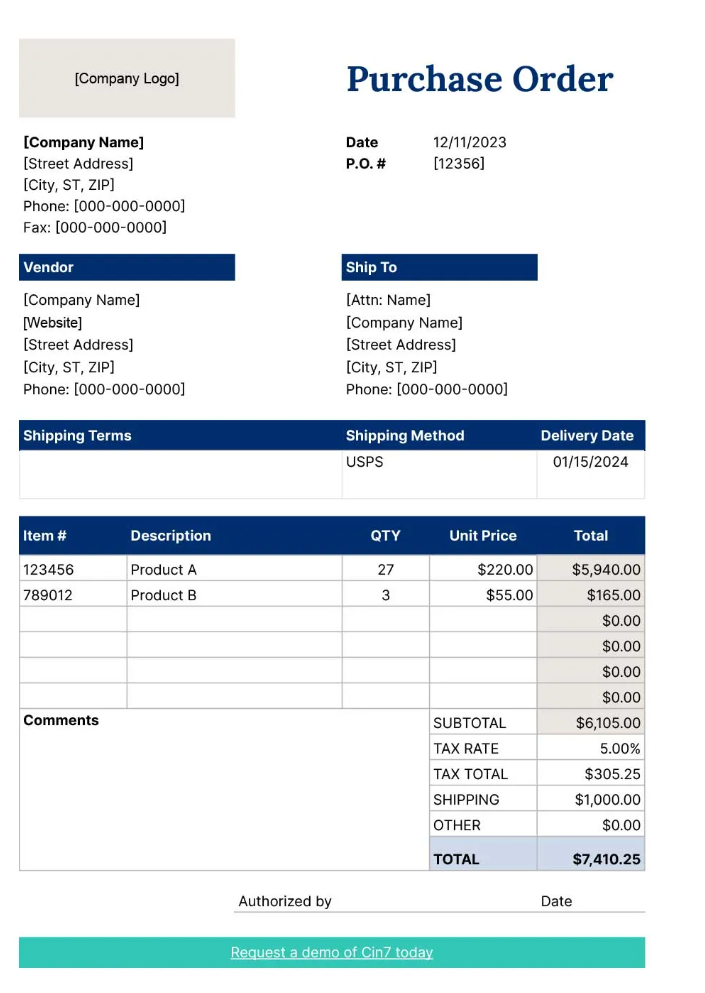 [Company Logo]
Purchase Order
[Company Name]
[Street Address]
[City, ST, ZIP]
Phone: [000-000-0000]
Fax: [000-000-0000]
Date 12/11/2023
P.O. # [12356]
Vendor
[Company Name]
[Website]
[Street Address]
[City, ST, ZIP]
Phone: [000-000-0000]
Ship To
[Attn: Name]
[Company Name]
[Street Address]
[City, ST, ZIP]
Phone: [000-000-0000]
Shipping Terms Shipping Method Delivery Date
USPS 01/15/2024
Item # Description QTY Unit Price Total
123456 Product A 27 $220.00 $5,940.00
789012 Product B 3 $55.00 $165.00
$0.00
$0.00
$0.00
$0.00
Comments
SUBTOTAL $6,105.00
TAX RATE 5.00%
TAX TOTAL $305.25
SHIPPING $1,000.00
OTHER $0.00
TOTAL $7,410.25
Authorized by Date
Request a demo of Cin7 today